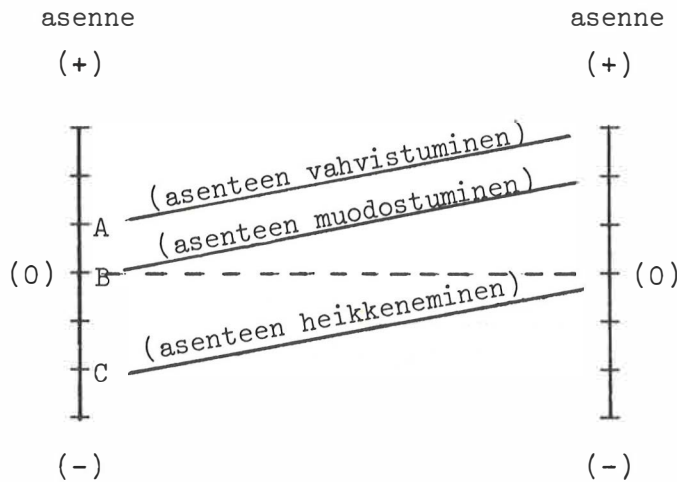 asenne asenne
(+) (+)
(asenteen vahvistuminen)
A
(asenteen muodostuminen)
(0) B (0)
(asenteen heikkeneminen)
C
(-) (-)